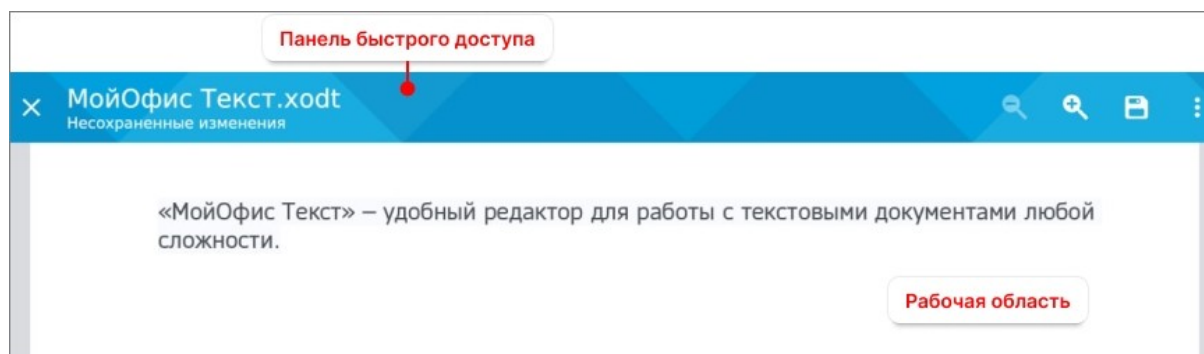 Панель быстрого доступа
МойОфис Текст.xodt
Несохраненные изменения
«МойОфис Текст» – удобный редактор для работы с текстовыми документами любой
сложности.
Рабочая область